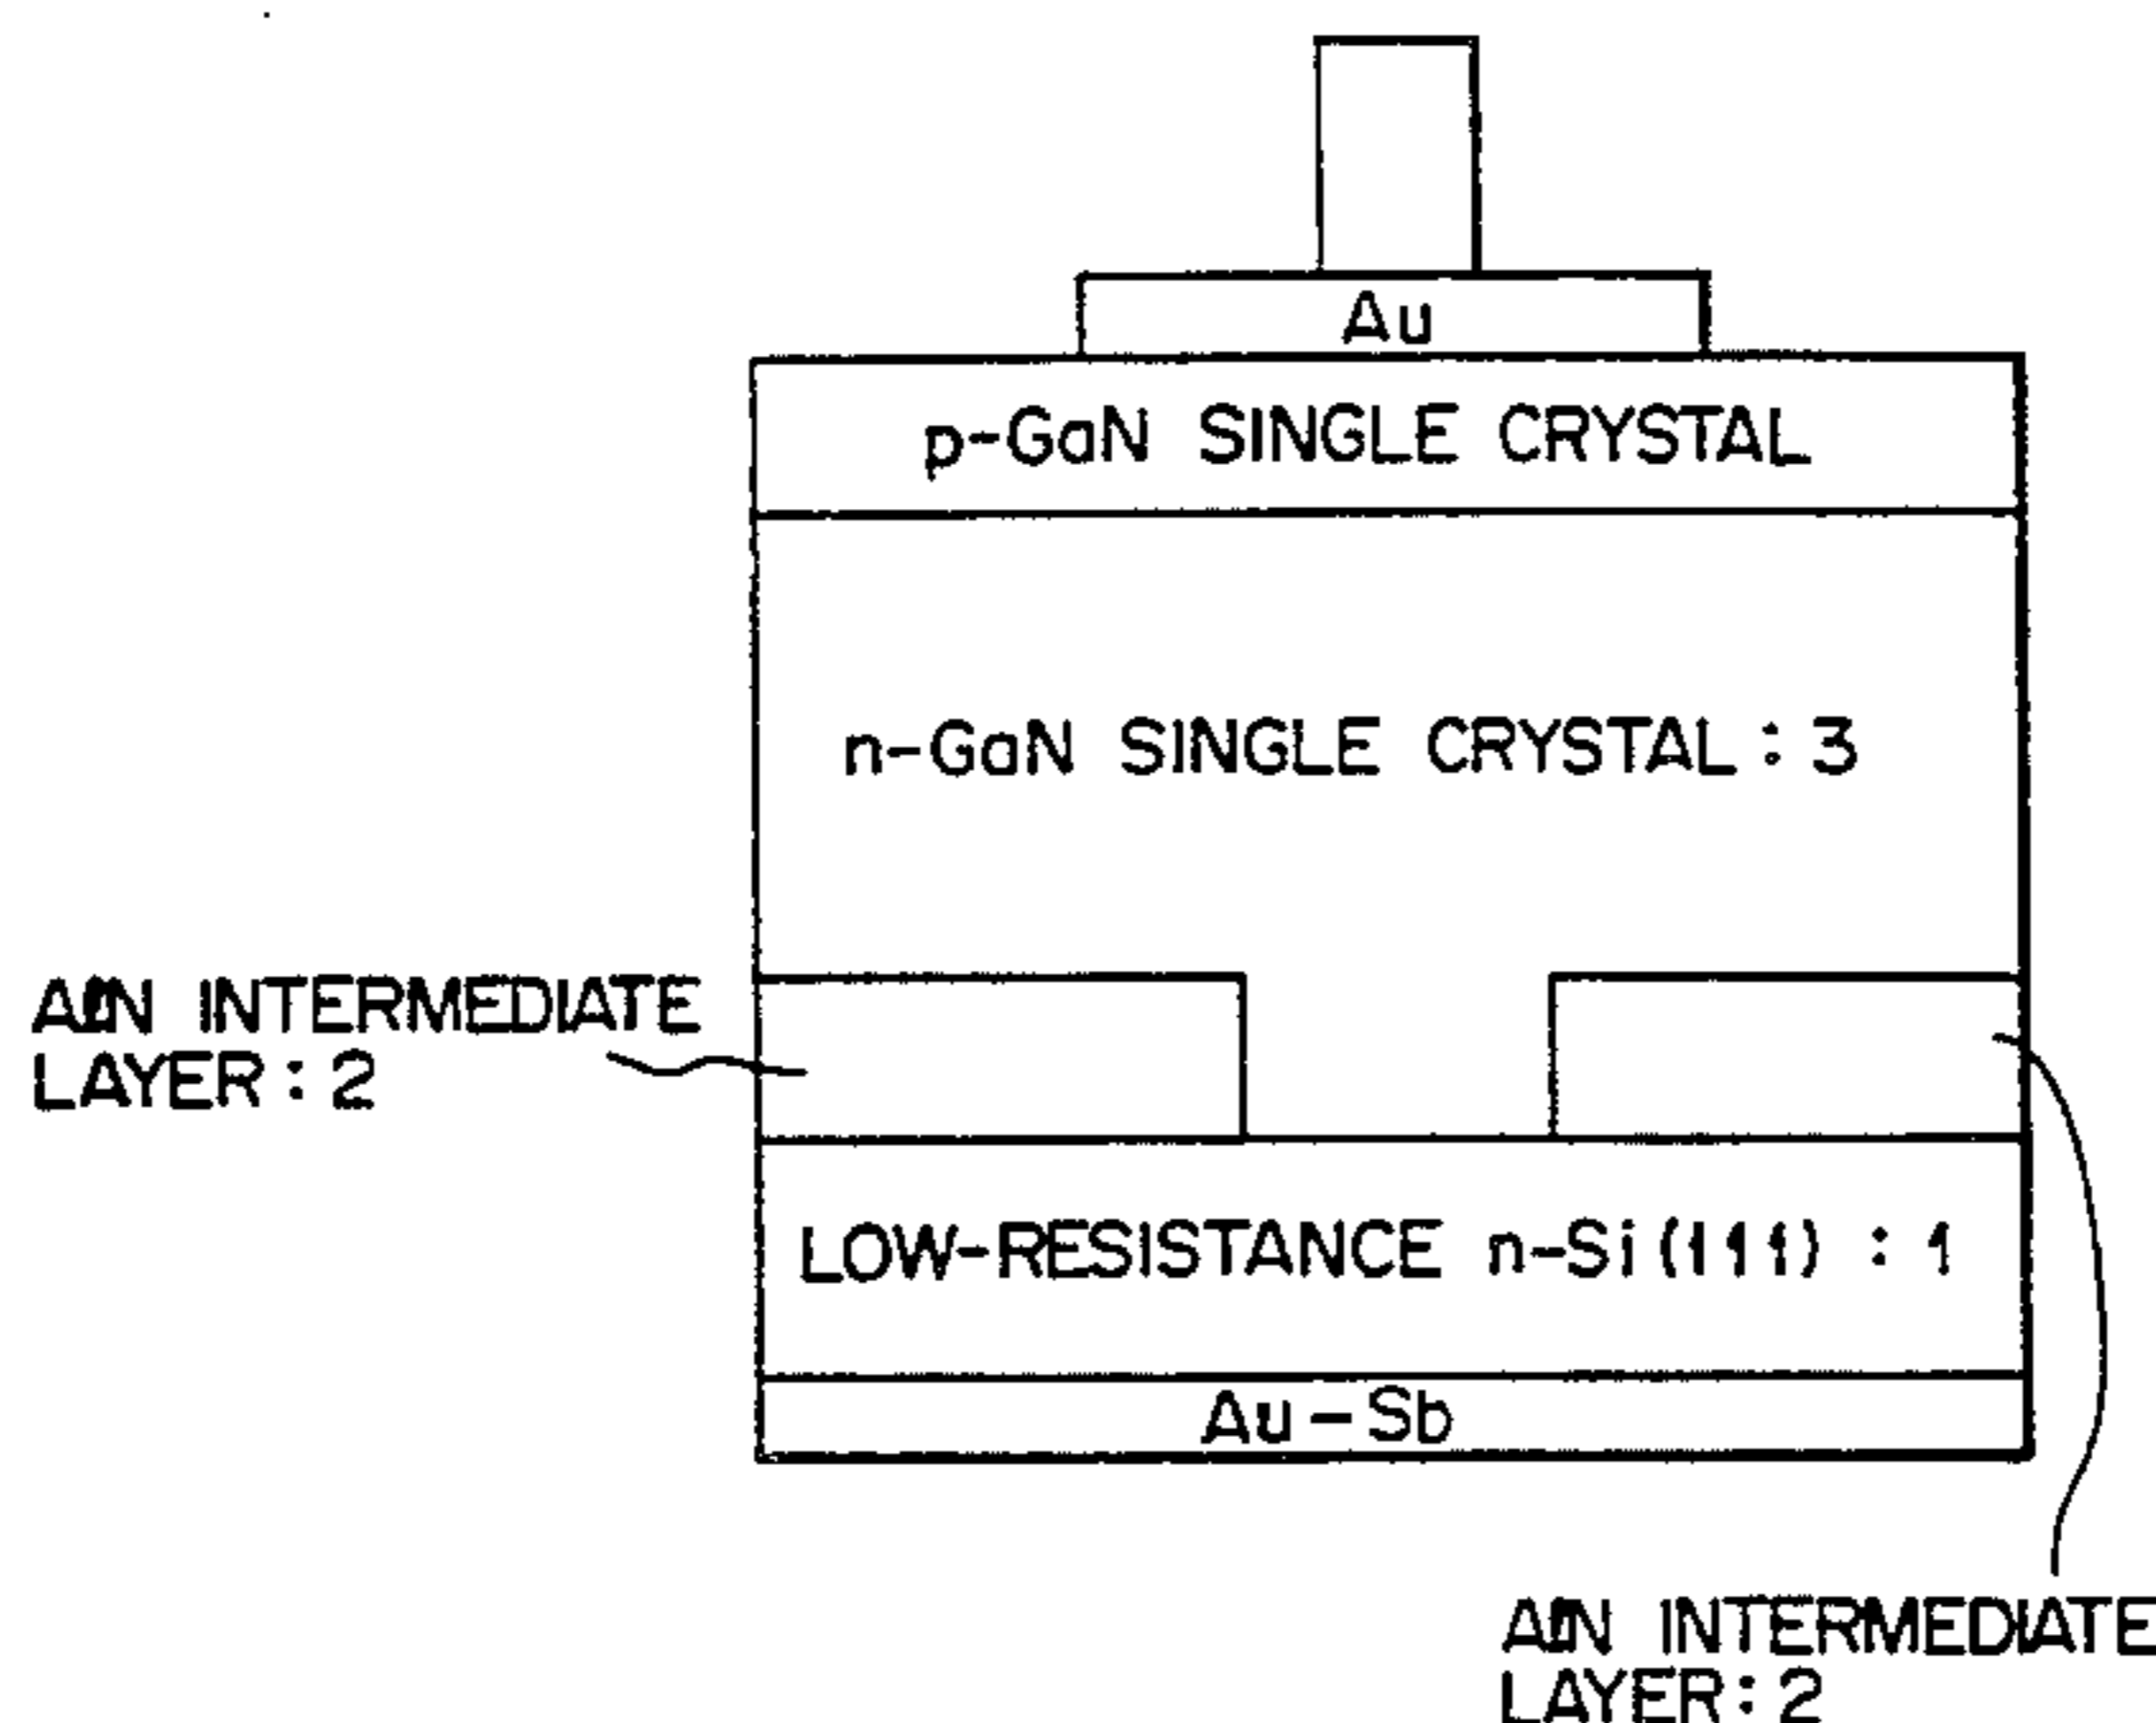 Au
p-GaN SINGLE CRYSTAL
n-GaN SINGLE CRYSTAL : 3
AlN INTERMEDIATE
LAYER : 2
LOW-RESISTANCE n-Si(111) : 1
Au-Sb
AlN INTERMEDIATE
LAYER : 2